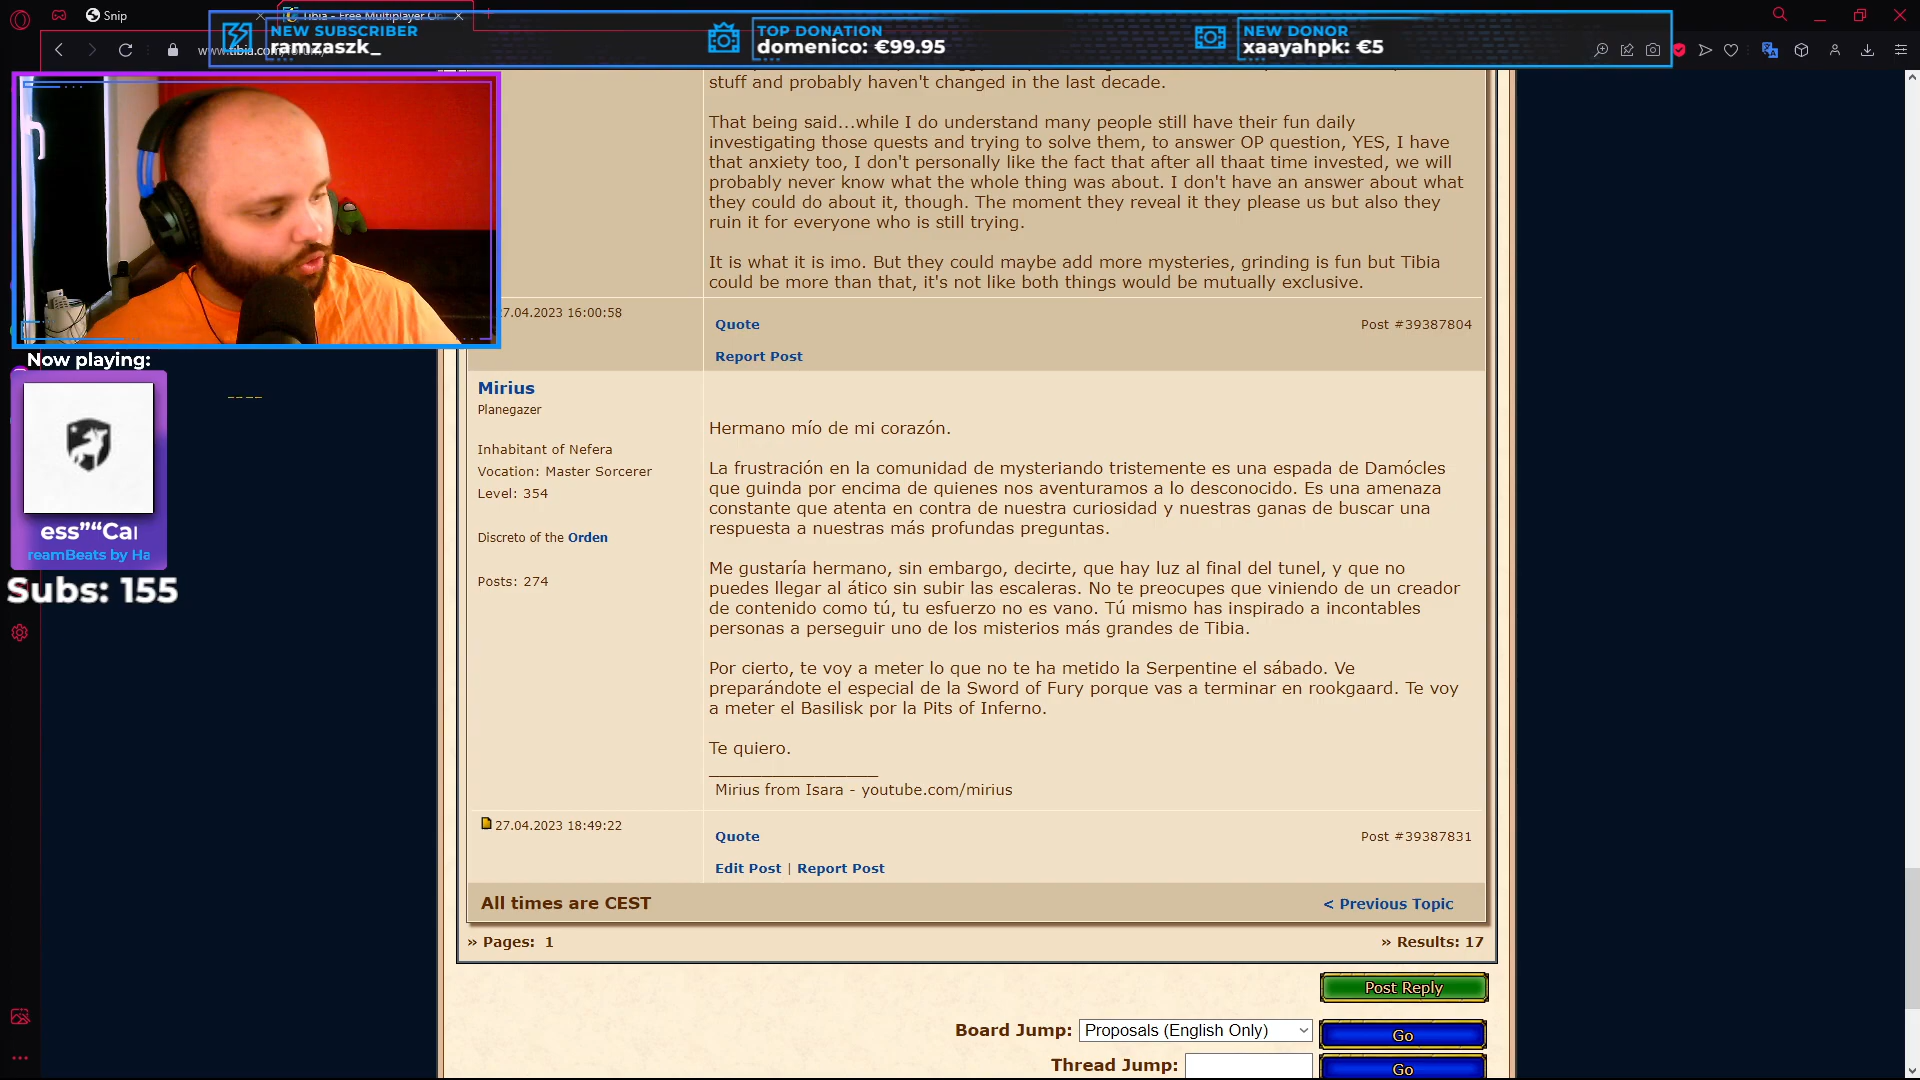 Snip
Tibia - Free Multiplayer On
NEW SUBSCRIBER
ramzaszk_
TOP DONATION
domenico: €99.95
NEW DONOR
xaayahpk: €5
www.tibia.com/forum/
stuff and probably haven't changed in the last decade.
That being said...while I do understand many people still have their fun daily
investigating those quests and trying to solve them, to answer OP question, YES, I have
that anxiety too, I don't personally like the fact that after all thaat time invested, we will
probably never know what the whole thing was about. I don't have an answer about what
they could do about it, though. The moment they reveal it they please us but also they
ruin it for everyone who is still trying.
It is what it is imo. But they could maybe add more mysteries, grinding is fun but Tibia
could be more than that, it's not like both things would be mutually exclusive.
7.04.2023 16:00:58
Quote
Post #39387804
Report Post
Now playing:
ess”“Car
reamBeats by Ha
Subs: 155
Mirius
Planegazer
Inhabitant of Nefera
Vocation: Master Sorcerer
Level: 354
Discreto of the Orden
Posts: 274
Hermano mío de mi corazón.
La frustración en la comunidad de mysteriando tristemente es una espada de Damócles
que guinda por encima de quienes nos aventuramos a lo desconocido. Es una amenaza
constante que atenta en contra de nuestra curiosidad y nuestras ganas de buscar una
respuesta a nuestras más profundas preguntas.
Me gustaría hermano, sin embargo, decirte, que hay luz al final del tunel, y que no
puedes llegar al ático sin subir las escaleras. No te preocupes que viniendo de un creador
de contenido como tú, tu esfuerzo no es vano. Tú mismo has inspirado a incontables
personas a perseguir uno de los misterios más grandes de Tibia.
Por cierto, te voy a meter lo que no te ha metido la Serpentine el sábado. Ve
preparándote el especial de la Sword of Fury porque vas a terminar en rookgaard. Te voy
a meter el Basilisk por la Pits of Inferno.
Te quiero.
Mirius from Isara - youtube.com/mirius
27.04.2023 18:49:22
Quote
Post #39387831
Edit Post | Report Post
All times are CEST
< Previous Topic
» Pages: 1
» Results: 17
Post Reply
Board Jump: Proposals (English Only)
Go
Thread Jump:
Go